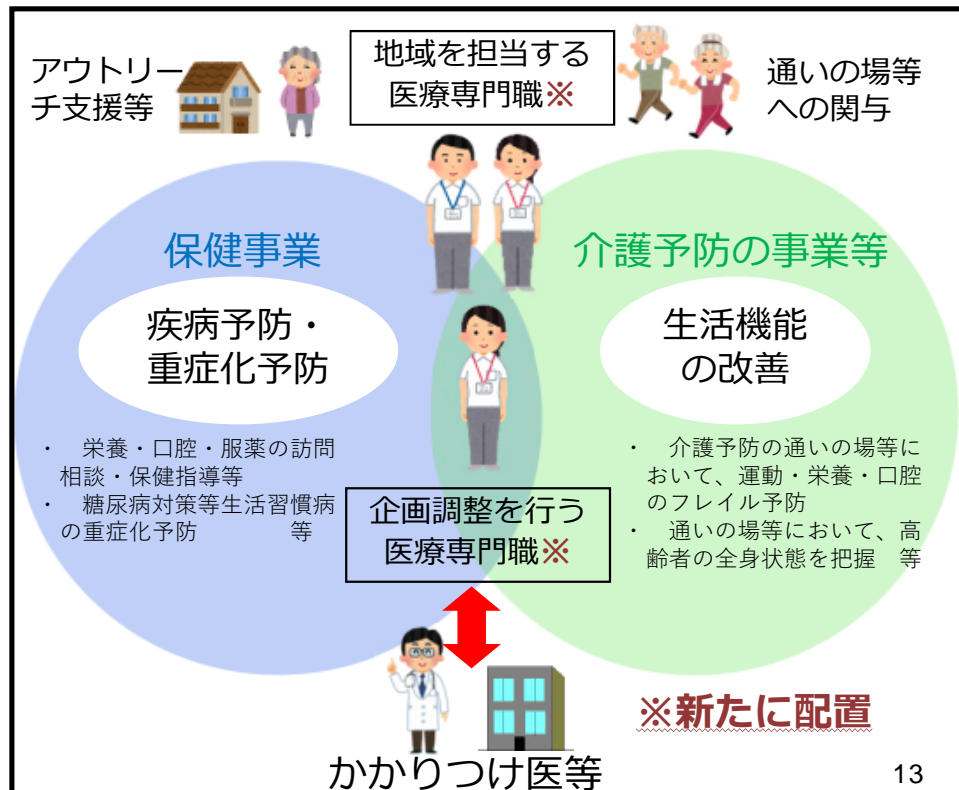 アウトリー
チ支援等
地域を担当する
医療専門職※
通いの場等
への関与
保健事業
疾病予防・
重症化予防
・　栄養・口腔・服薬の訪問
相談・保健指導等
・　糖尿病対策等生活習慣病
の重症化予防　　　　等
介護予防の事業等
生活機能
の改善
・　介護予防の通いの場等に
おいて、運動・栄養・口腔
のフレイル予防
・　通いの場等において、高
齢者の全身状態を把握　等
企画調整を行う
医療専門職※
※新たに配置
かかりつけ医等
13